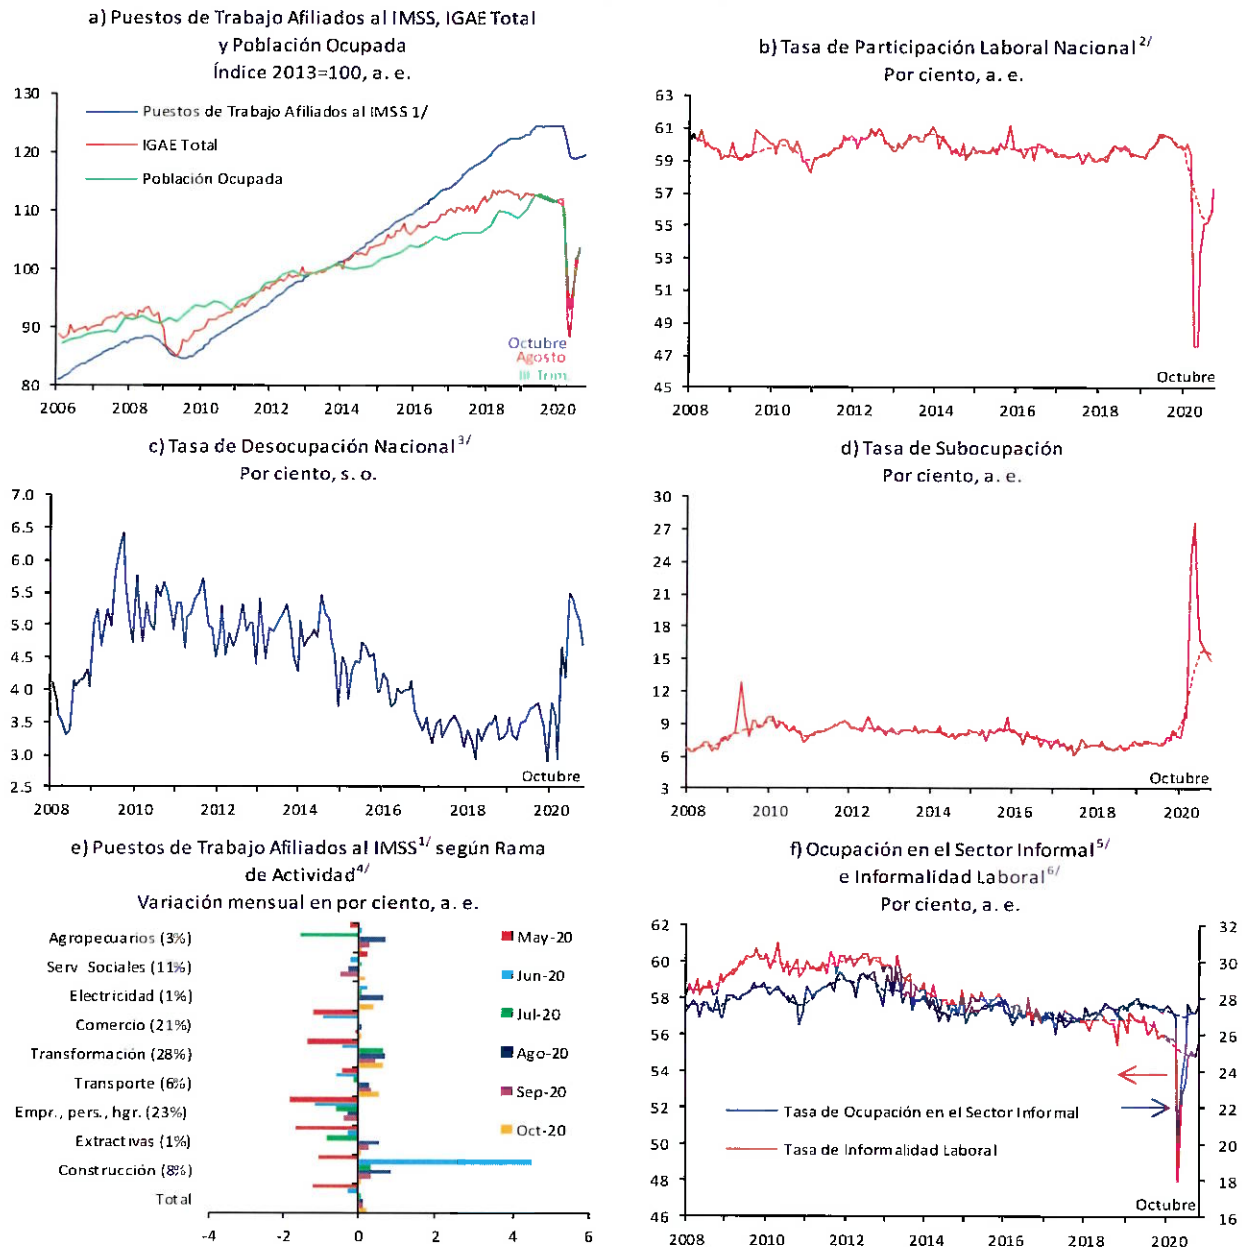 a) Puestos de Trabajo Afiliados al IMSS, IGAE Total
y Población Ocupada
Índice 2013=100, a. e.
130
120
110
100
90
80
Puestos de Trabajo Afiliados al IMSS 1/
IGAE Total
Población Ocupada
Octubre
Agosto
III Trim.
2006 2008 2010 2012 2014 2016 2018 2020
b) Tasa de Participación Laboral Nacional 2/
Por ciento, a. e.
63
61
59
57
55
53
51
49
47
45
Octubre
2008 2010 2012 2014 2016 2018 2020
c) Tasa de Desocupación Nacional 3/
Por ciento, s. o.
7.0
6.5
6.0
5.5
5.0
4.5
4.0
3.5
3.0
2.5
Octubre
2008 2010 2012 2014 2016 2018 2020
d) Tasa de Subocupación
Por ciento, a. e.
30
27
24
21
18
15
12
9
6
3
Octubre
2008 2010 2012 2014 2016 2018 2020
e) Puestos de Trabajo Afiliados al IMSS 1/ según Rama
de Actividad 4/
Variación mensual en por ciento, a. e.
Agropecuarios (3%)
Serv Sociales (11%)
Electricidad (1%)
Comercio (21%)
Transformación (28%)
Transporte (6%)
Empr., pers., hgr. (23%)
Extractivas (1%)
Construcción (8%)
Total
May-20
Jun-20
Jul-20
Ago-20
Sep-20
Oct-20
-4 -2 0 2 4 6
f) Ocupación en el Sector Informal 5/
e Informalidad Laboral 6/
Por ciento, a. e.
62
60
58
56
54
52
50
48
46
32
30
28
26
24
22
20
18
16
Tasa de Ocupación en el Sector Informal
Tasa de Informalidad Laboral
Octubre
2008 2010 2012 2014 2016 2018 2020